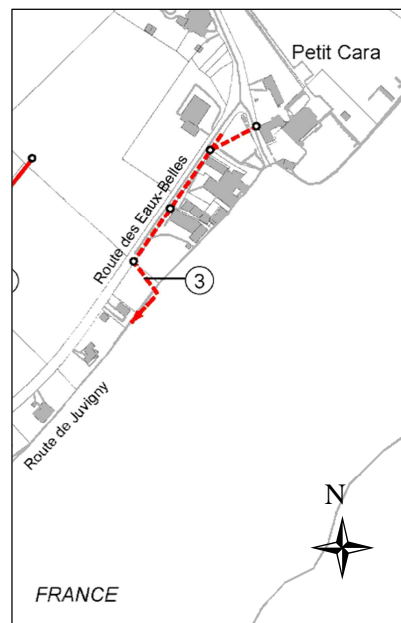 Petit Cara
Route des Eaux-Belles
3
Route de Juvigny
N
FRANCE